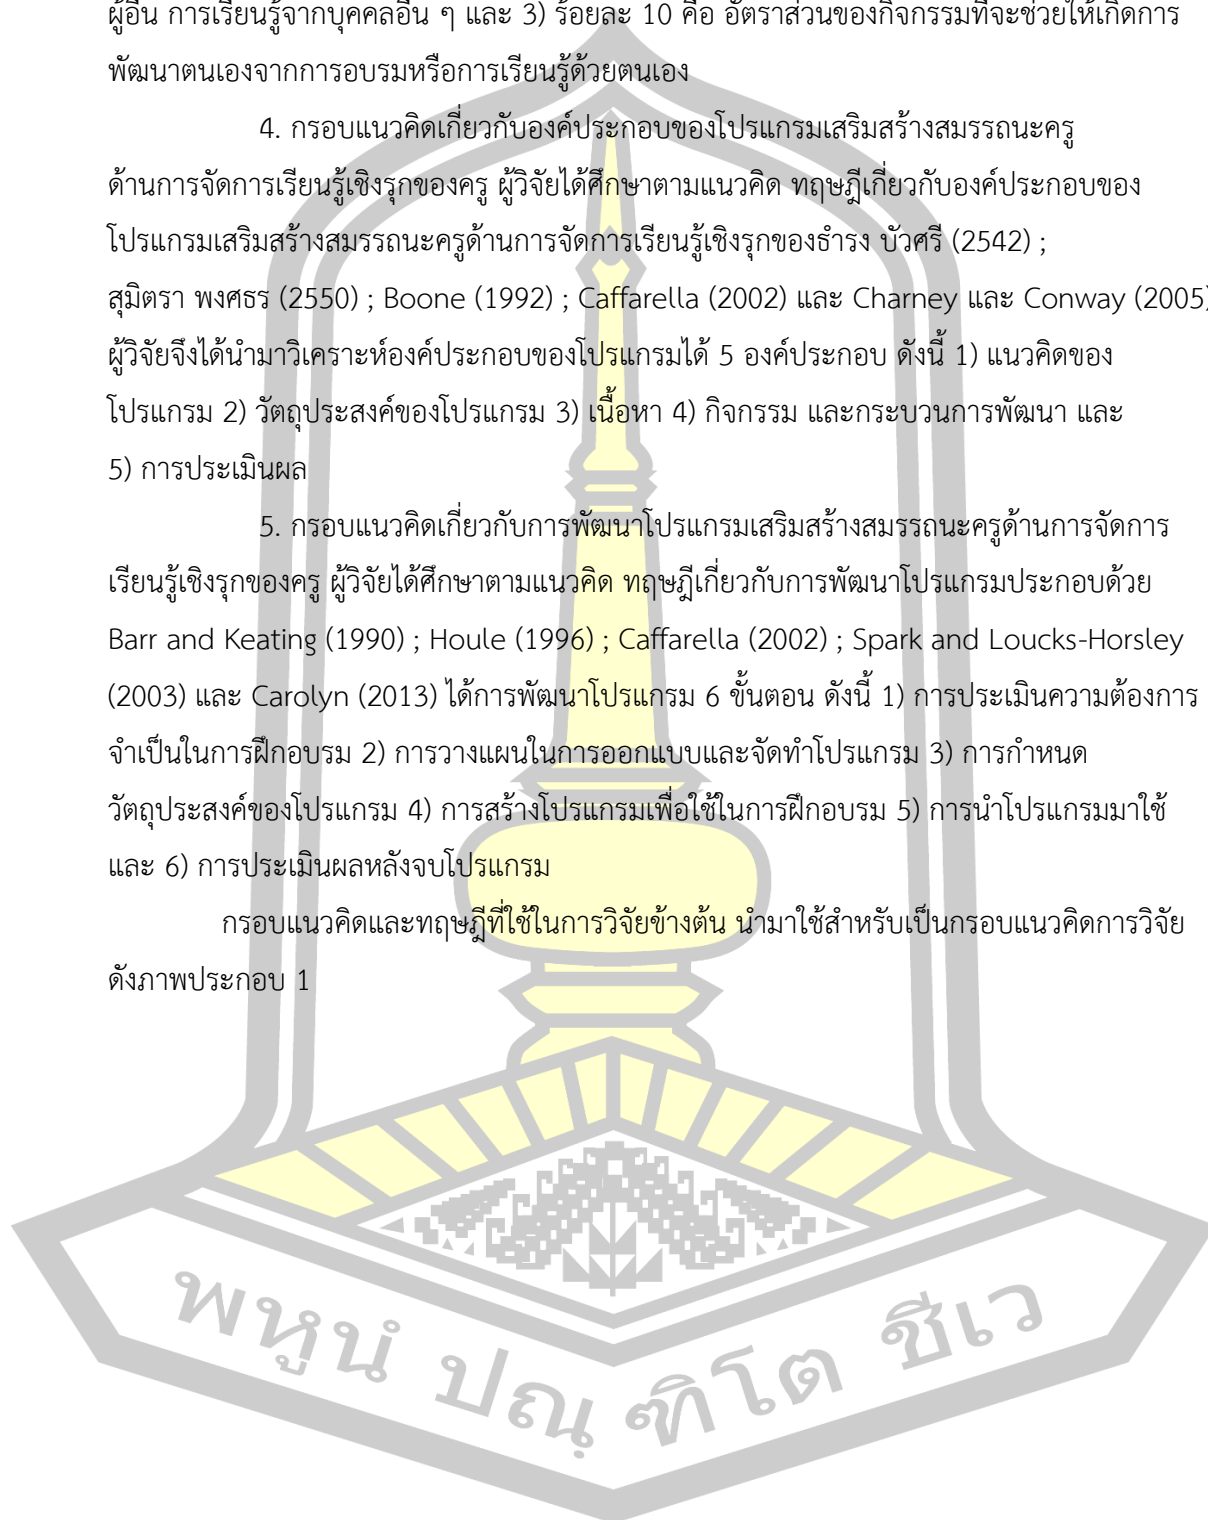 ผู้อื่น การเรียนรู้จากบุคคลอื่น ๆ และ 3) ร้อยละ 10 คือ อัตราส่วนของกิจกรรมที่จะช่วยให้เกิดการ
พัฒนาตนเองจากการอบรมหรือการเรียนรู้ด้วยตนเอง
4. กรอบแนวคิดเกี่ยวกับองค์ประกอบของโปรแกรมเสริมสร้างสมรรถนะครู
ด้านการจัดการเรียนรู้เชิงรุกของครู ผู้วิจัยได้ศึกษาตามแนวคิด ทฤษฎีเกี่ยวกับองค์ประกอบของ
โปรแกรมเสริมสร้างสมรรถนะครูด้านการจัดการเรียนรู้เชิงรุกของธำรง บัวศรี (2542) ;
สุมิตรา พงศธร (2550) ; Boone (1992) ; Caffarella (2002) และ Charney และ Conway (2005)
ผู้วิจัยจึงได้นำมาวิเคราะห์องค์ประกอบของโปรแกรมได้ 5 องค์ประกอบ ดังนี้ 1) แนวคิดของ
โปรแกรม 2) วัตถุประสงค์ของโปรแกรม 3) เนื้อหา 4) กิจกรรม และกระบวนการพัฒนา และ
5) การประเมินผล
5. กรอบแนวคิดเกี่ยวกับการพัฒนาโปรแกรมเสริมสร้างสมรรถนะครูด้านการจัดการ
เรียนรู้เชิงรุกของครู ผู้วิจัยได้ศึกษาตามแนวคิด ทฤษฎีเกี่ยวกับการพัฒนาโปรแกรมประกอบด้วย
Barr and Keating (1990) ; Houle (1996) ; Caffarella (2002) ; Spark and Loucks-Horsley
(2003) และ Carolyn (2013) ได้การพัฒนาโปรแกรม 6 ขั้นตอน ดังนี้ 1) การประเมินความต้องการ
จำเป็นในการฝึกอบรม 2) การวางแผนในการออกแบบและจัดทำโปรแกรม 3) การกำหนด
วัตถุประสงค์ของโปรแกรม 4) การสร้างโปรแกรมเพื่อใช้ในการฝึกอบรม 5) การนำโปรแกรมมาใช้
และ 6) การประเมินผลหลังจบโปรแกรม
กรอบแนวคิดและทฤษฎีที่ใช้ในการวิจัยข้างต้น นำมาใช้สำหรับเป็นกรอบแนวคิดการวิจัย
ดังภาพประกอบ 1
พหูนํ ปณฺฑิโต ชีเว